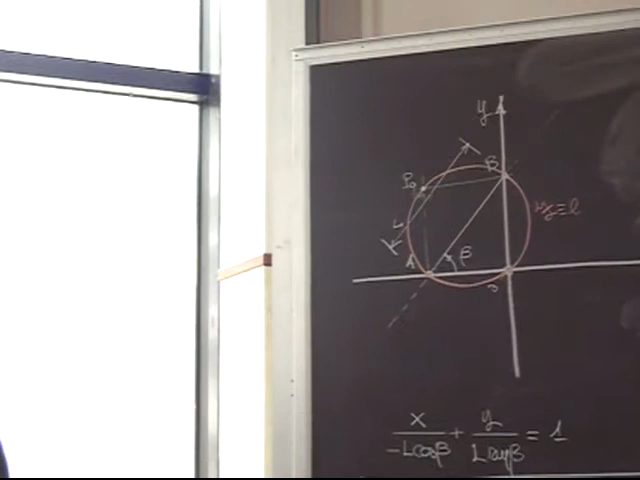 y
B
P₀
L
A
β
x/(-L cos β) + y/(L sin β) = 1